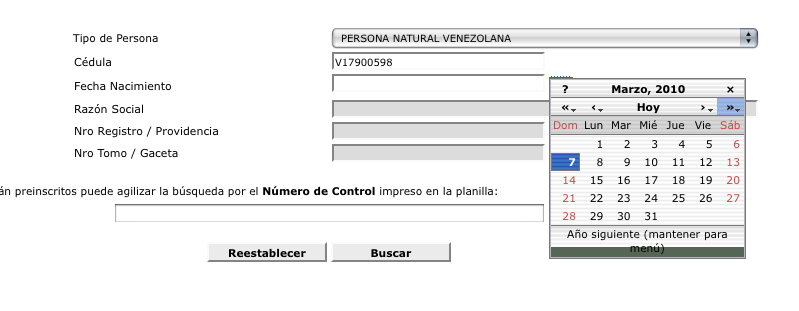 Tipo de Persona PERSONA NATURAL VENEZOLANA
Cédula V17900598
Fecha Nacimiento
? Marzo, 2010 ×
Razón Social
« ‹ Hoy › »
Dom Lun Mar Mié Jue Vie Sáb
Nro Registro / Providencia
1 2 3 4 5 6
Nro Tomo / Gaceta
7 8 9 10 11 12 13
14 15 16 17 18 19 20
án preinscritos puede agilizar la búsqueda por el Número de Control impreso en la planilla:
21 22 23 24 25 26 27
28 29 30 31
Año siguiente (mantener para
menú)
Reestablecer Buscar